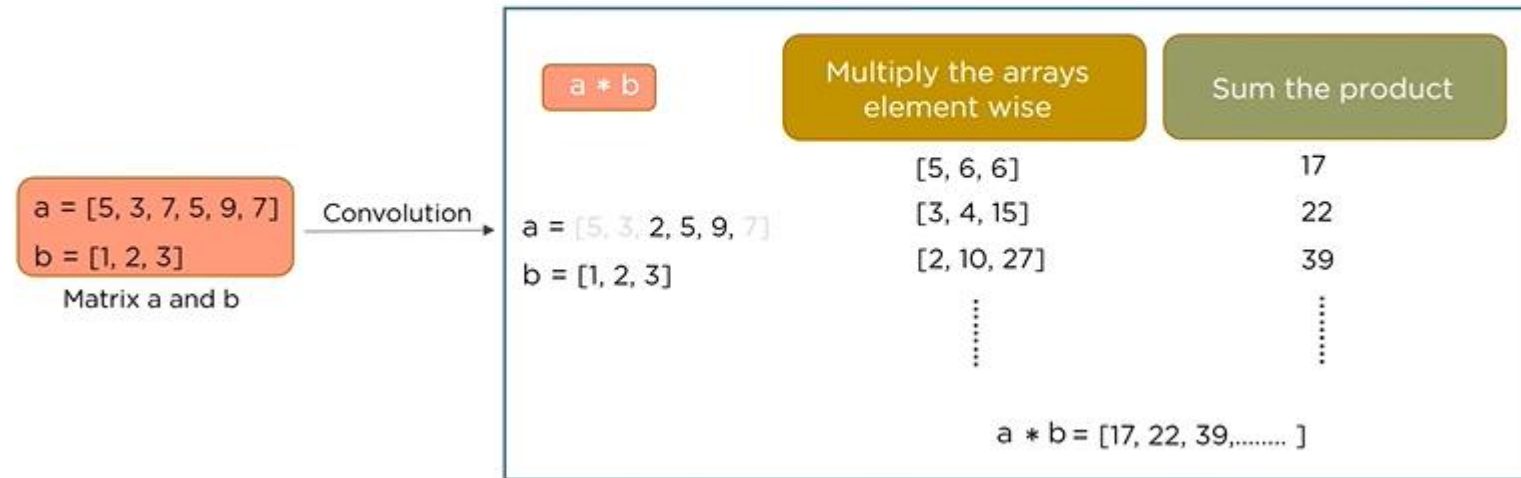 a = [5, 3, 7, 5, 9, 7]
b = [1, 2, 3]
Matrix a and b
Convolution
a * b
a = [5, 3, 2, 5, 9, 7]
b = [1, 2, 3]
Multiply the arrays
element wise
[5, 6, 6]
[3, 4, 15]
[2, 10, 27]
Sum the product
17
22
39
a * b = [17, 22, 39,........ ]